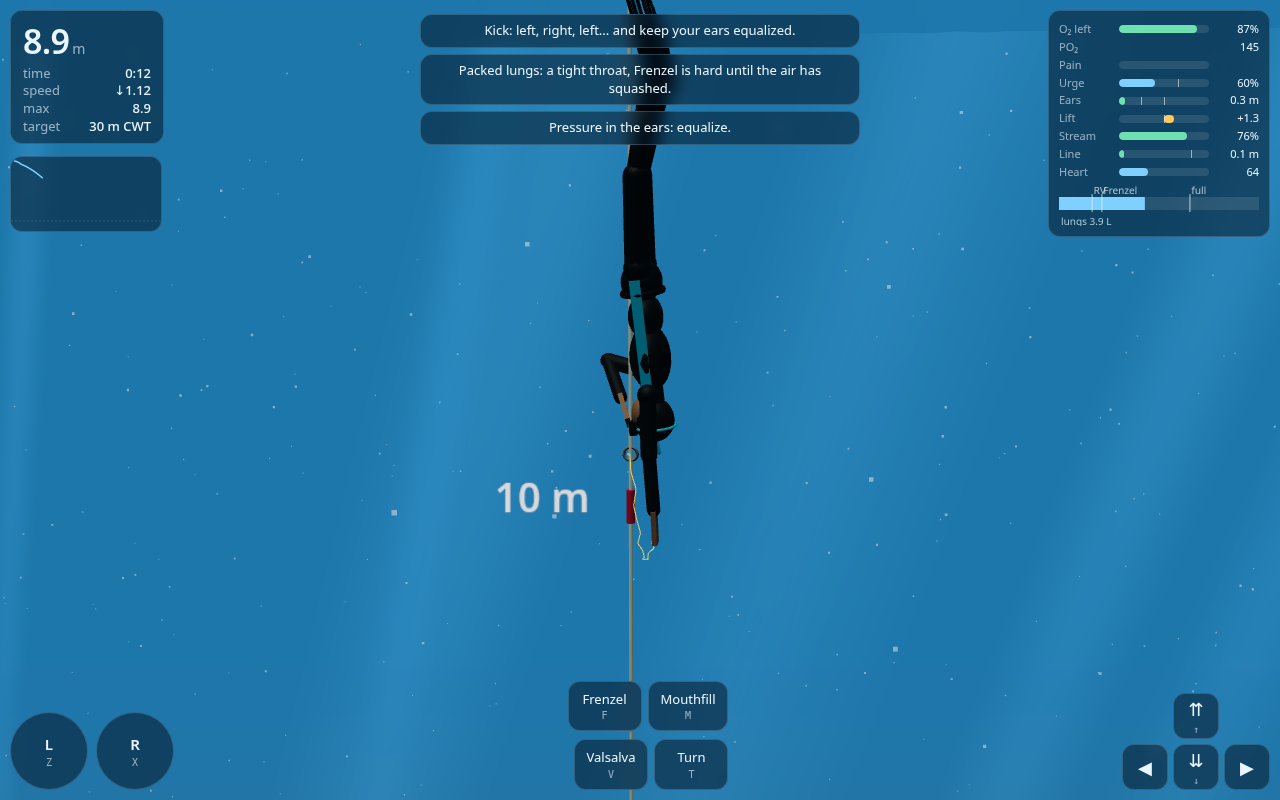 8.9 m
time 0:12
speed ↓1.12
max 8.9
target 30 m CWT
Kick: left, right, left... and keep your ears equalized.
Packed lungs: a tight throat, Frenzel is hard until the air has
squashed.
Pressure in the ears: equalize.
O₂ left 87%
PO₂ 145
Pain
Urge 60%
Ears 0.3 m
Lift +1.3
Stream 76%
Line 0.1 m
Heart 64
RV Frenzel full
lungs 3.9 L
10 m
Frenzel
F
Mouthfill
M
Valsalva
V
Turn
T
L
Z
R
X
⇈
↑
◀
⇊
↓
▶